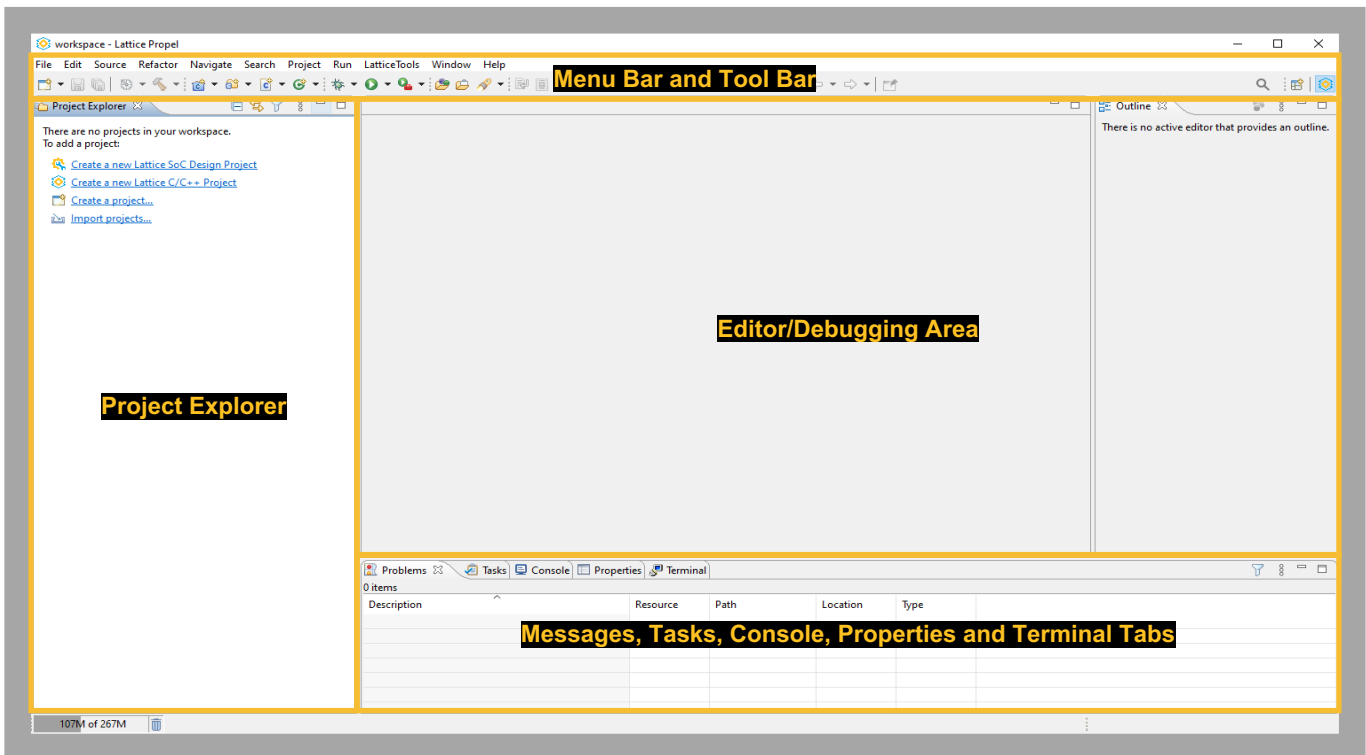 workspace - Lattice Propel
File Edit Source Refactor Navigate Search Project Run LatticeTools Window Help
Menu Bar and Tool Bar
Project Explorer
There are no projects in your workspace.
To add a project:
Create a new Lattice SoC Design Project
Create a new Lattice C/C++ Project
Create a project...
Import projects...
Project Explorer
Editor/Debugging Area
Outline
There is no active editor that provides an outline.
Problems Tasks Console Properties Terminal
0 items
Description Resource Path Location Type
Messages, Tasks, Console, Properties and Terminal Tabs
107M of 267M